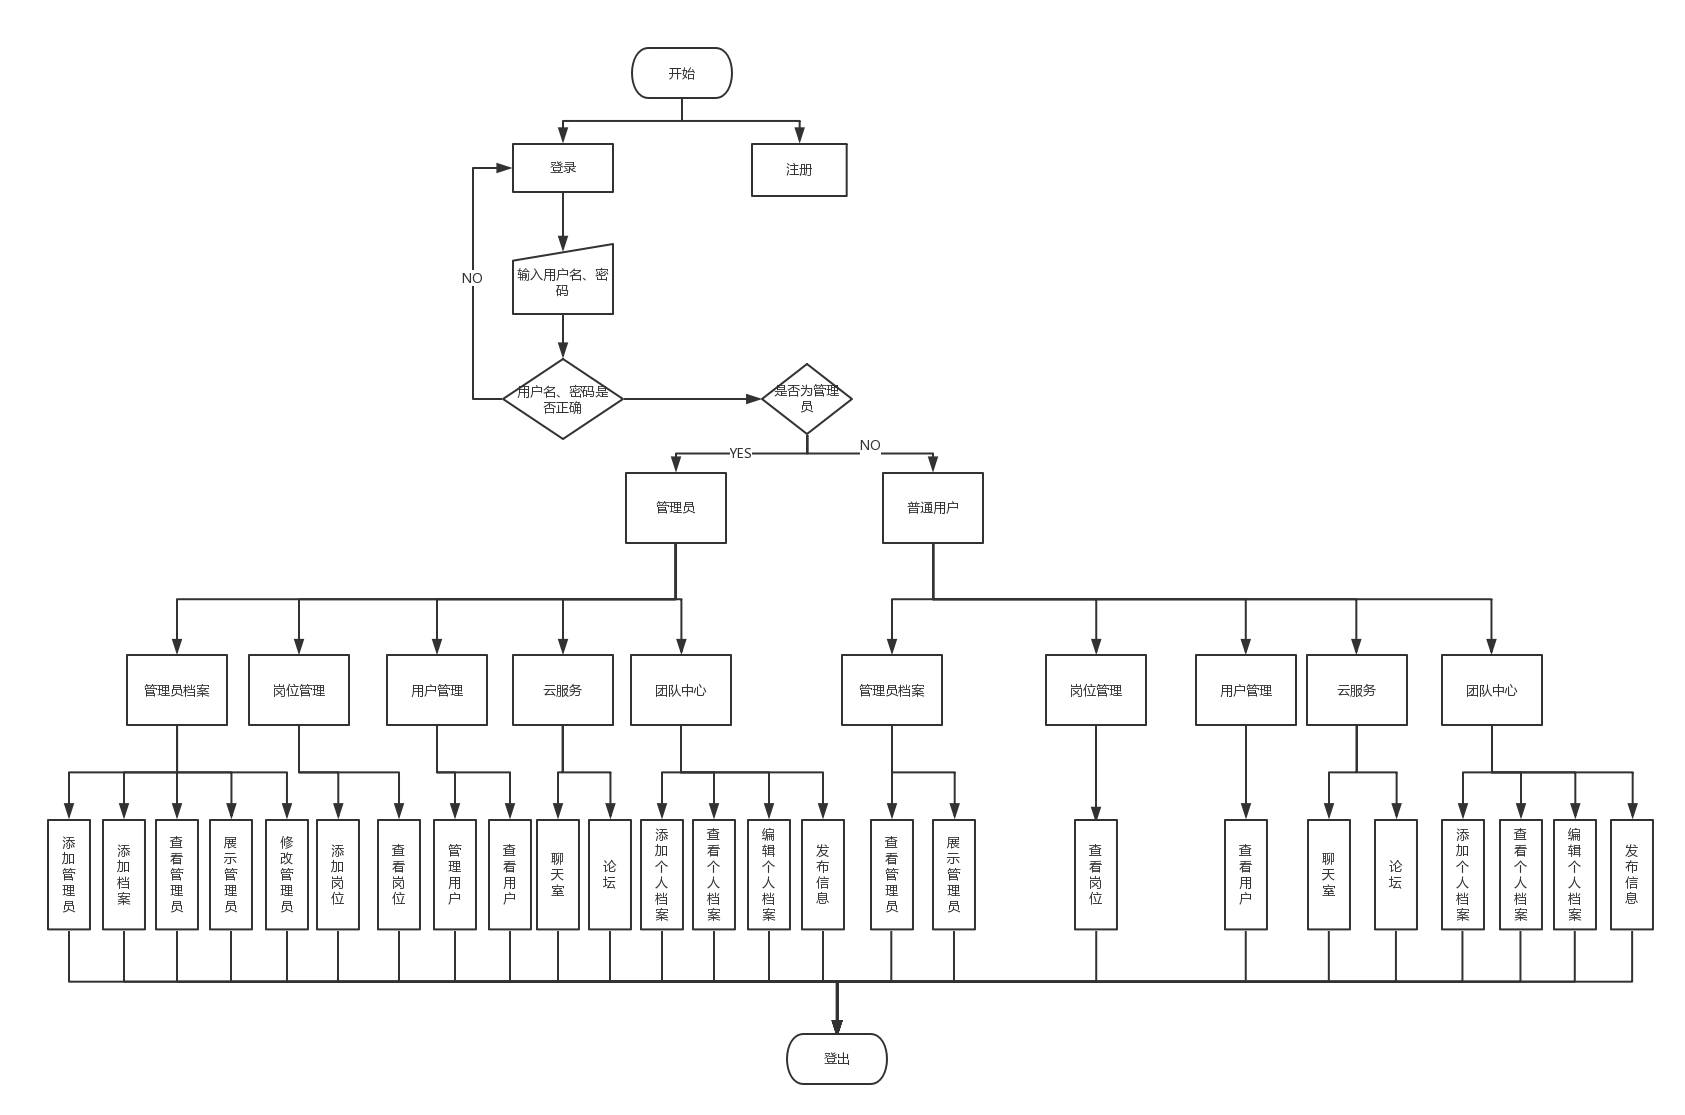 开始
登录
注册
NO
输入用户名、密
码
用户名、密码是
否正确
是否为管理
员
YES
NO
管理员
普通用户
管理员档案
岗位管理
用户管理
云服务
团队中心
管理员档案
岗位管理
用户管理
云服务
团队中心
添加管理员
添加档案
查看管理员
展示管理员
修改管理员
添加岗位
查看岗位
管理用户
查看用户
聊天室
论坛
添加个人档案
查看个人档案
编辑个人档案
发布信息
查看管理员
展示管理员
查看岗位
查看用户
聊天室
论坛
添加个人档案
查看个人档案
编辑个人档案
发布信息
登出